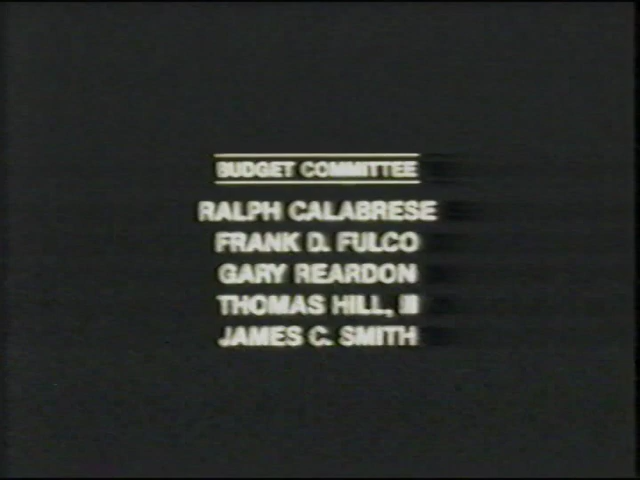 BUDGET COMMITTEE
RALPH CALABRESE
FRANK D. FULCO
GARY REARDON
THOMAS HILL, III
JAMES C. SMITH